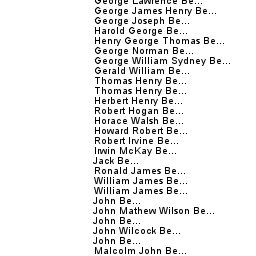 George Lawrence Be...
George James Henry Be...
George Joseph Be...
Harold George Be...
Henry George Thomas Be...
George Norman Be...
George William Sydney Be...
Gerald William Be...
Thomas Henry Be...
Thomas Henry Be...
Herbert Henry Be...
Robert Hogan Be...
Horace Walsh Be...
Howard Robert Be...
Robert Irvine Be...
Irwin McKay Be...
Jack Be...
Ronald James Be...
William James Be...
William James Be...
John Be...
John Mathew Wilson Be...
John Be...
John Wilcock Be...
John Be...
Malcolm John Be...